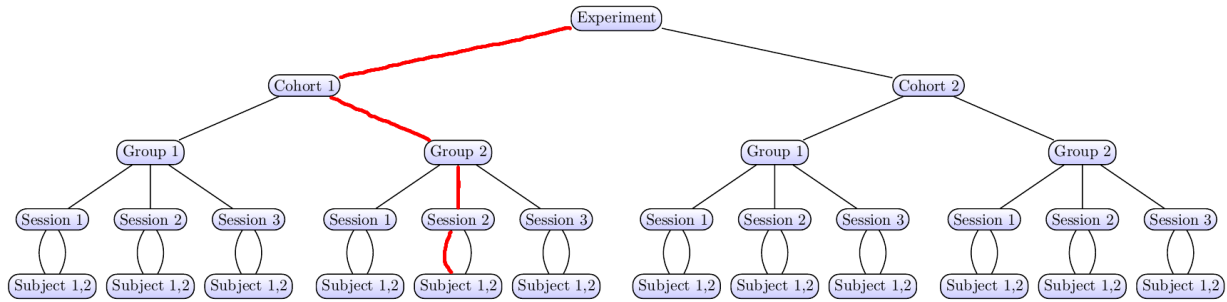 Experiment
Cohort 1 Cohort 2
Group 1 Group 2 Group 1 Group 2
Session 1 Session 2 Session 3 Session 1 Session 2 Session 3 Session 1 Session 2 Session 3 Session 1 Session 2 Session 3
Subject 1,2 Subject 1,2 Subject 1,2 Subject 1,2 Subject 1,2 Subject 1,2 Subject 1,2 Subject 1,2 Subject 1,2 Subject 1,2 Subject 1,2 Subject 1,2